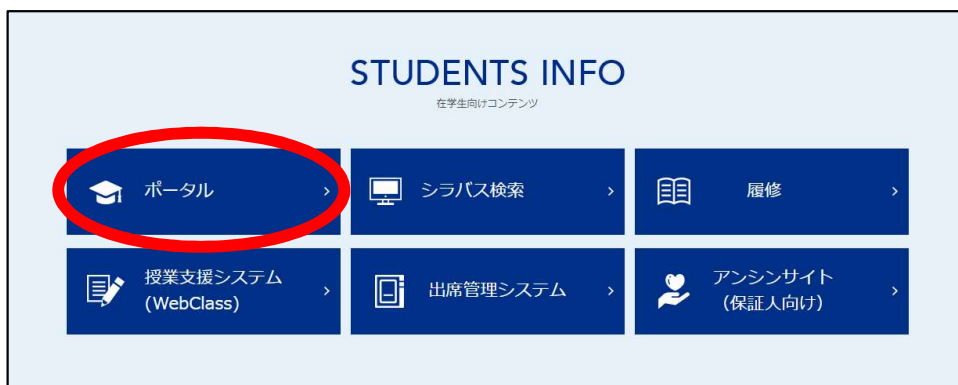 STUDENTS INFO
在学生向けコンテンツ
ポータル
シラバス検索
履修
授業支援システム
(WebClass)
出席管理システム
アンシンサイト
(保証人向け)